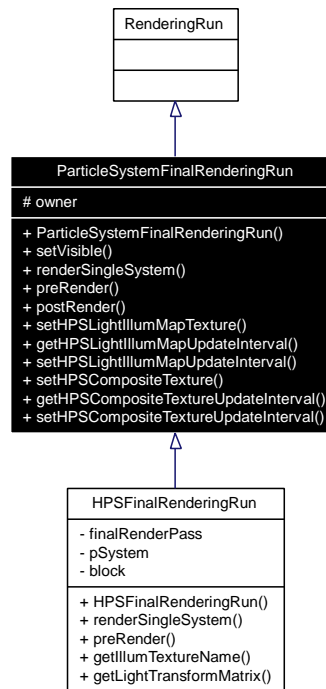 RenderingRun
ParticleSystemFinalRenderingRun
# owner
+ ParticleSystemFinalRenderingRun()
+ setVisible()
+ renderSingleSystem()
+ preRender()
+ postRender()
+ setHPSLightIllumMapTexture()
+ getHPSLightIllumMapUpdateInterval()
+ setHPSLightIllumMapUpdateInterval()
+ setHPSCompositeTexture()
+ getHPSCompositeTextureUpdateInterval()
+ setHPSCompositeTextureUpdateInterval()
HPSFinalRenderingRun
- finalRenderPass
- pSystem
- block
+ HPSFinalRenderingRun()
+ renderSingleSystem()
+ preRender()
+ getIllumTextureName()
+ getLightTransformMatrix()